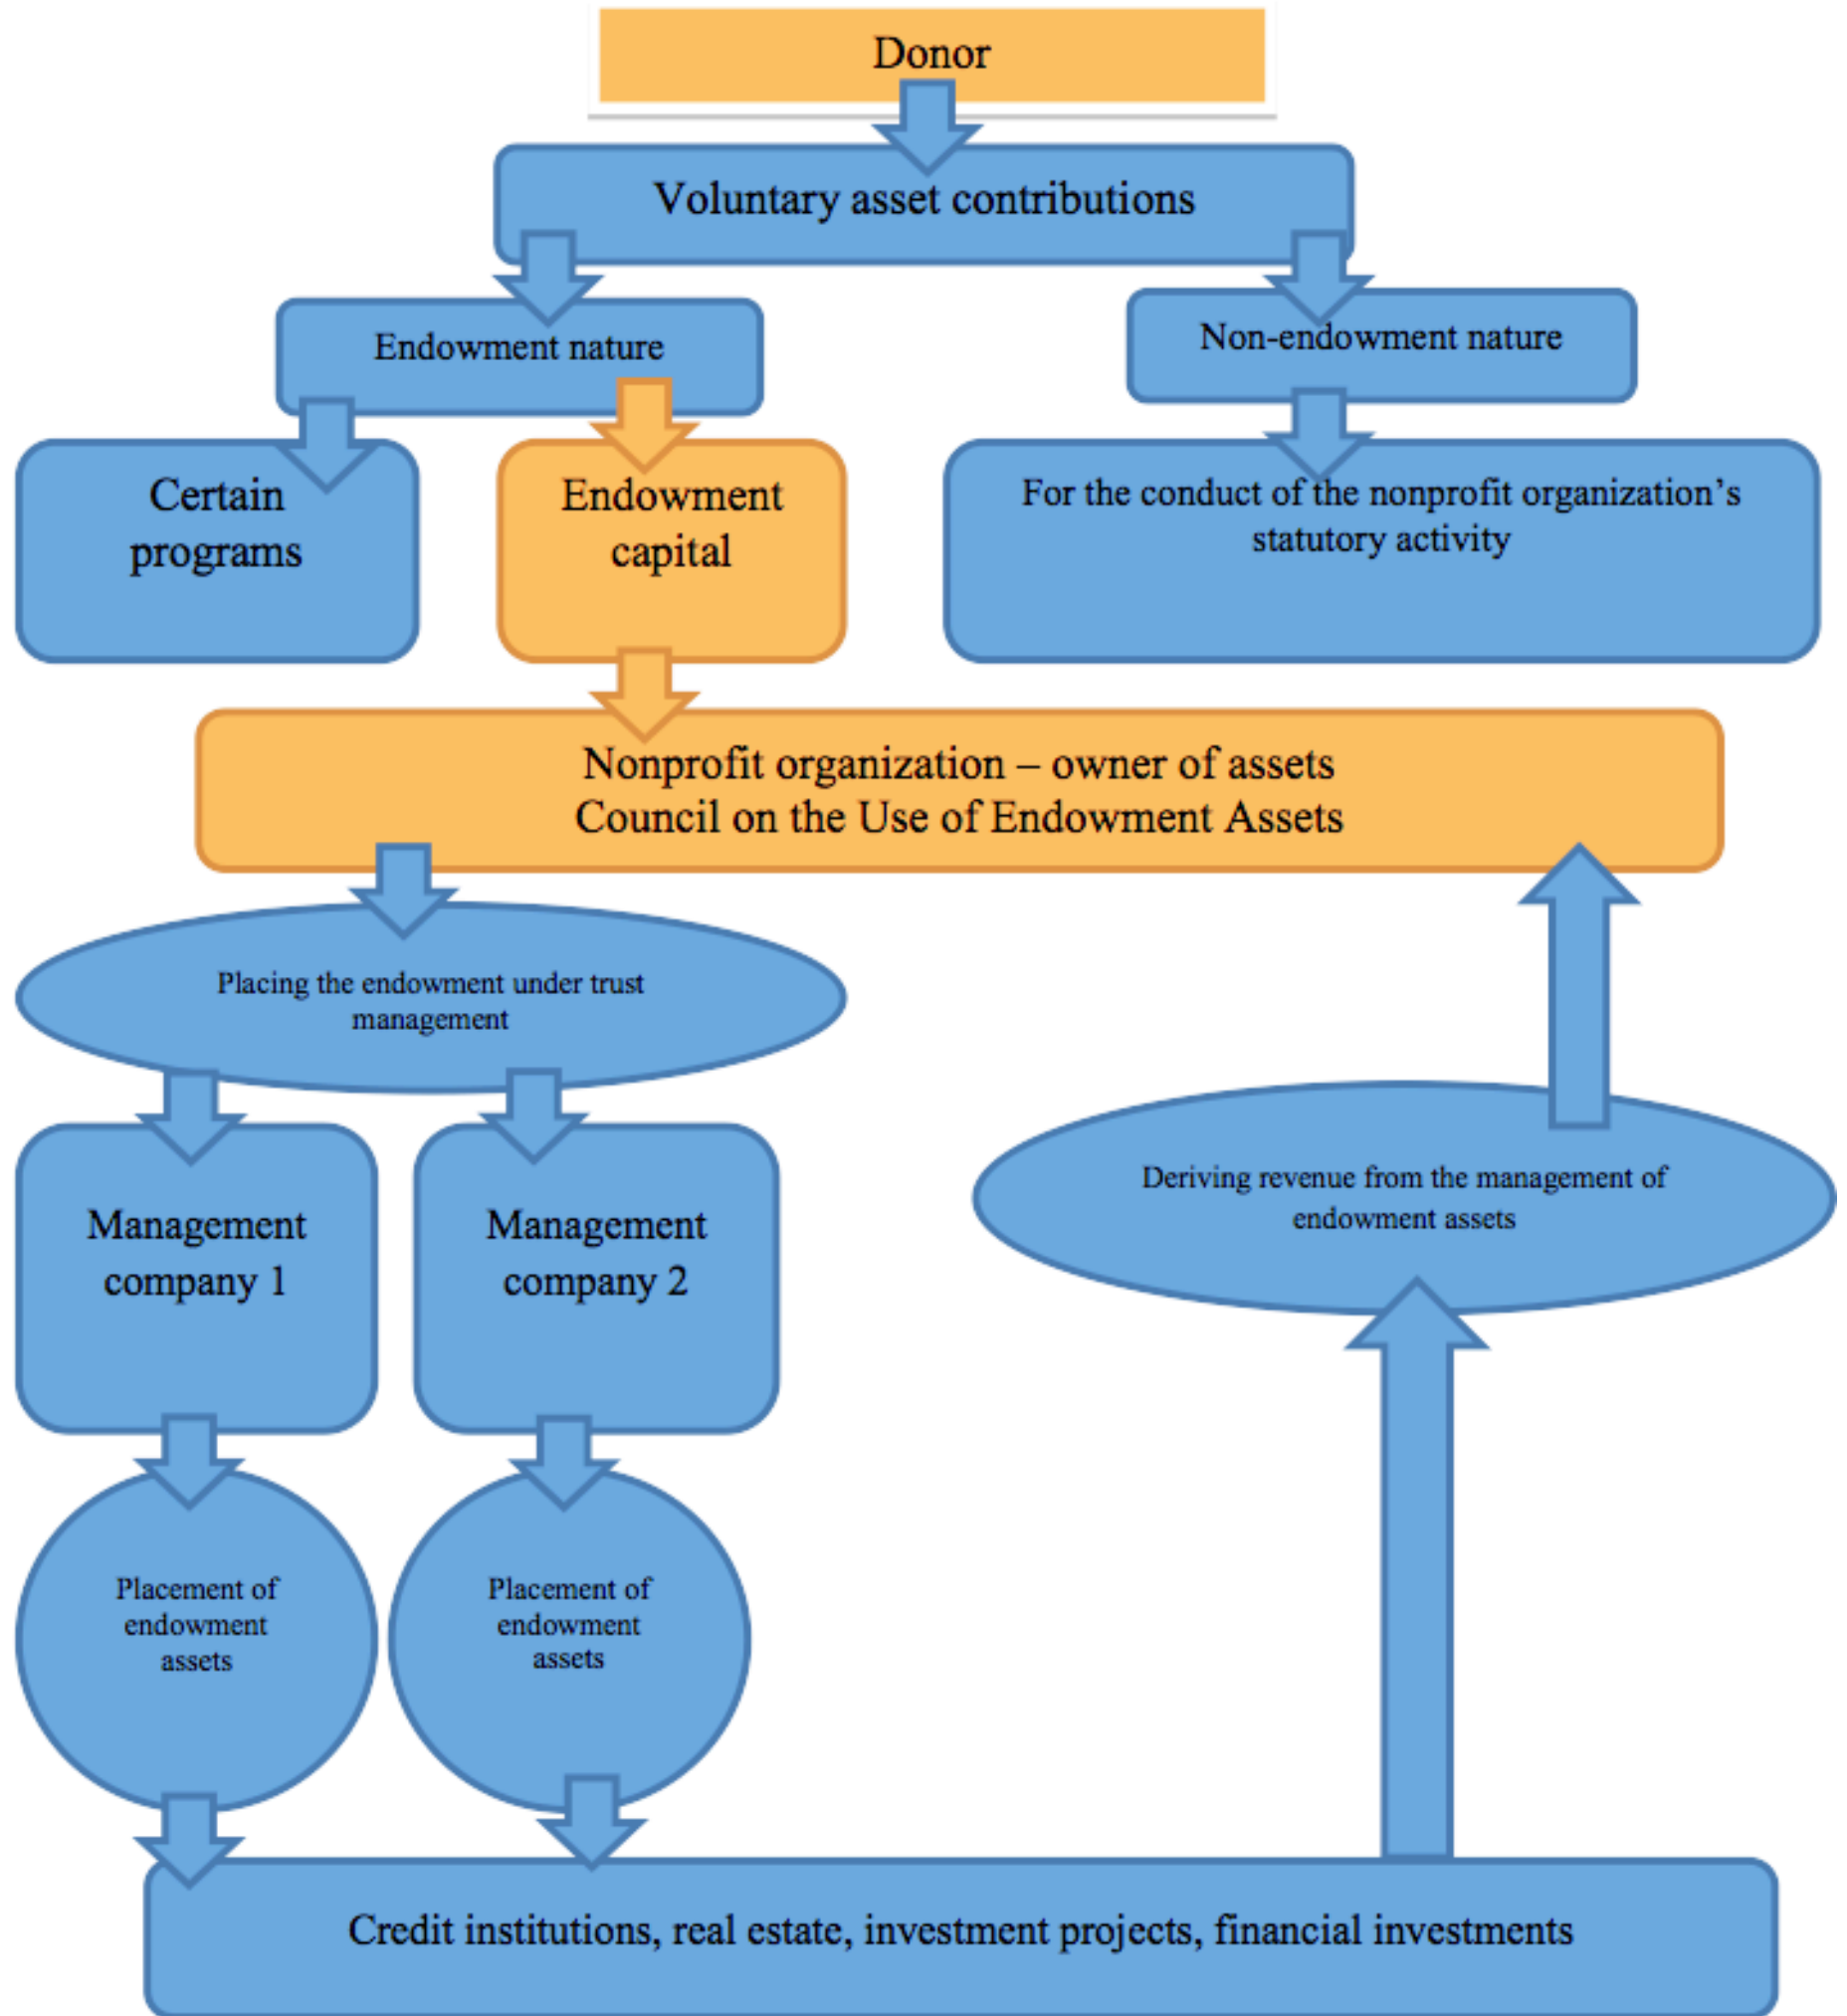 Donor
Voluntary asset contributions
Endowment nature
Non-endowment nature
Certain
programs
Endowment
capital
For the conduct of the nonprofit organization’s
statutory activity
Nonprofit organization – owner of assets
Council on the Use of Endowment Assets
Placing the endowment under trust
management
Deriving revenue from the management of
endowment assets
Management
company 1
Management
company 2
Placement of
endowment
assets
Placement of
endowment
assets
Credit institutions, real estate, investment projects, financial investments